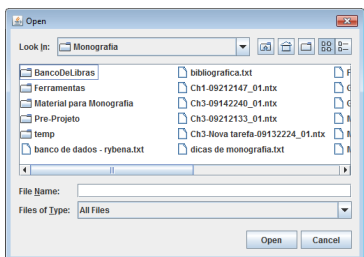 Open
Look In: Monografia
BancoDeLibras
Ferramentas
Material para Monografia
Pre-Projeto
temp
banco de dados - rybena.txt
bibliografica.txt
Ch1-09212147_01.ntx
Ch3-09142240_01.ntx
Ch3-09212133_01.ntx
Ch3-Nova tarefa-09132224_01.ntx
dicas de monografia.txt
File Name:
Files of Type: All Files
Open Cancel